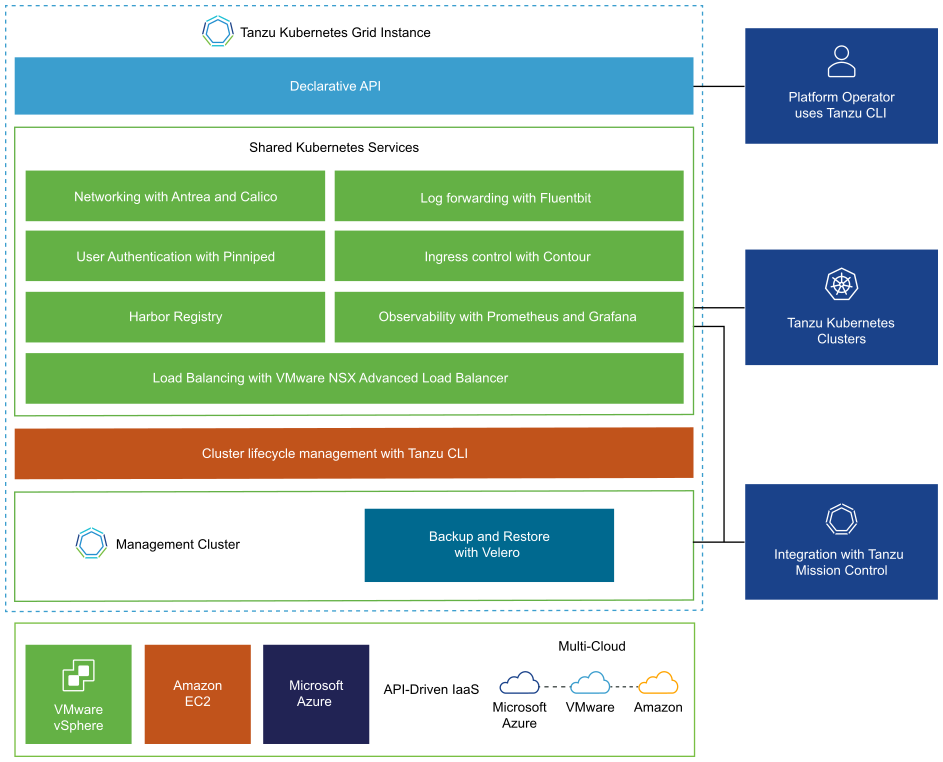 Tanzu Kubernetes Grid Instance
Declarative API
Platform Operator
uses Tanzu CLI
Shared Kubernetes Services
Networking with Antrea and Calico
Log forwarding with Fluentbit
User Authentication with Pinniped
Ingress control with Contour
Harbor Registry
Observability with Prometheus and Grafana
Tanzu Kubernetes
Clusters
Load Balancing with VMware NSX Advanced Load Balancer
Cluster lifecycle management with Tanzu CLI
Management Cluster
Backup and Restore
with Velero
Integration with Tanzu
Mission Control
VMware
vSphere
Amazon
EC2
Microsoft
Azure
API-Driven IaaS
Multi-Cloud
Microsoft
Azure
VMware
Amazon